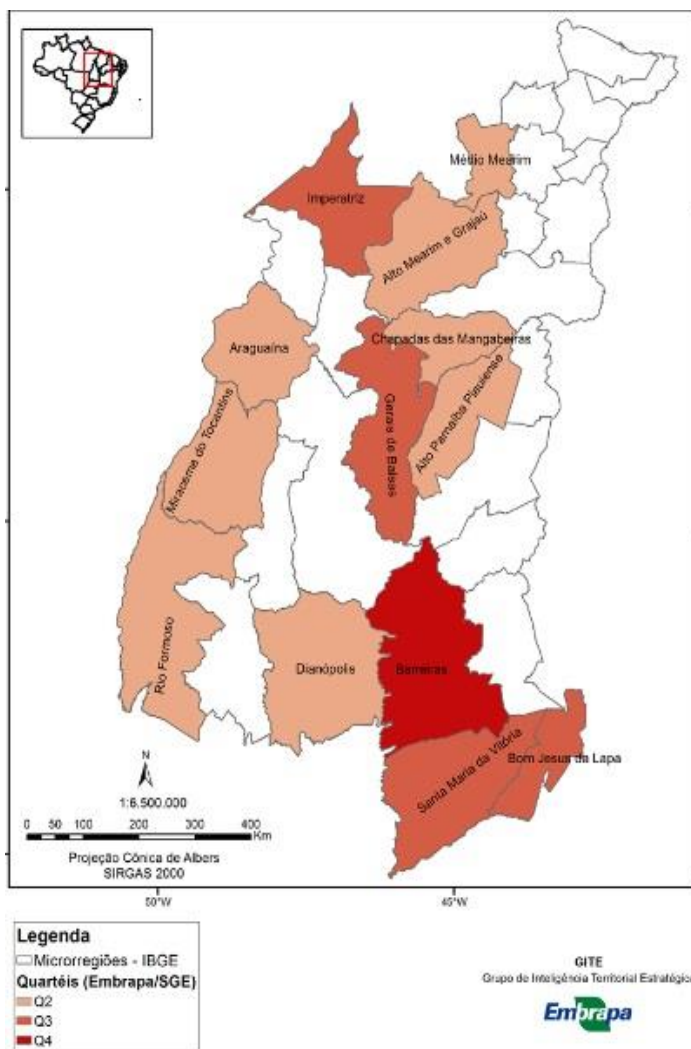 Médio Mearim
Imperatriz
Alto Mearim e Grajaú
Chapadas das Mangabeiras
Araguaína
Alto Parnaíba Piauiense
Gerais de Balsas
Miracema do Tocantins
Rio Formoso
Dianópolis
Barreiras
Santa Maria da Vitória
Bom Jesus da Lapa
N
1:6.500.000
0 50 100 200 300 400
Km
Projeção Cônica de Albers
SIRGAS 2000
50°W 45°W
Legenda
Microrregiões - IBGE
Quartéis (Embrapa/SGE)
Q2
Q3
Q4
GITE
Grupo de Inteligência Territorial Estratégica
Embrapa